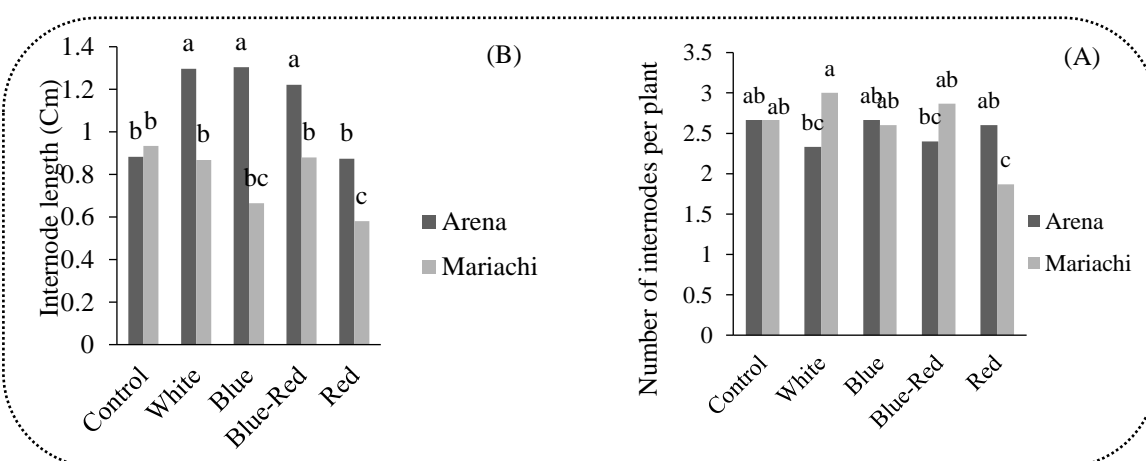 (B)
Internode length (Cm)
1.4
1.2
1
0.8
0.6
0.4
0.2
0
b b
a b
a bc
a b
b c
Control
White
Blue
Blue-Red
Red
Arena
Mariachi
(A)
Number of internodes per plant
3.5
3
2.5
2
1.5
1
0.5
0
ab ab
bc a
ab ab
bc ab
ab c
Control
White
Blue
Blue-Red
Red
Arena
Mariachi